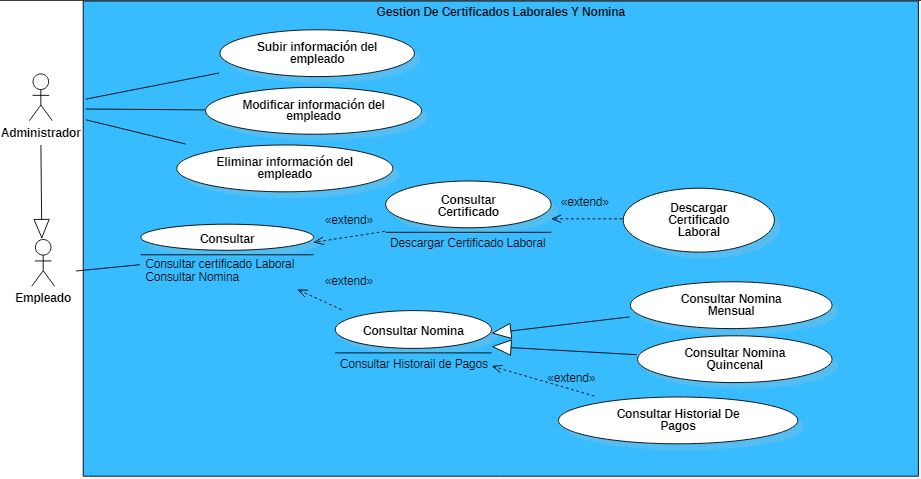 Gestion De Certificados Laborales Y Nomina
Subir información del
empleado
Modificar información del
empleado
Administrador
Eliminar información del
empleado
Consultar
Certificado
«extend»
Descargar
Certificado
Laboral
«extend»
Consultar
Descargar Certificado Laboral
Consultar certificado Laboral
Consultar Nomina
Empleado
«extend»
Consultar Nomina
Mensual
Consultar Nomina
Consultar Nomina
Quincenal
Consultar Historail de Pagos
«extend»
Consultar Historial De
Pagos